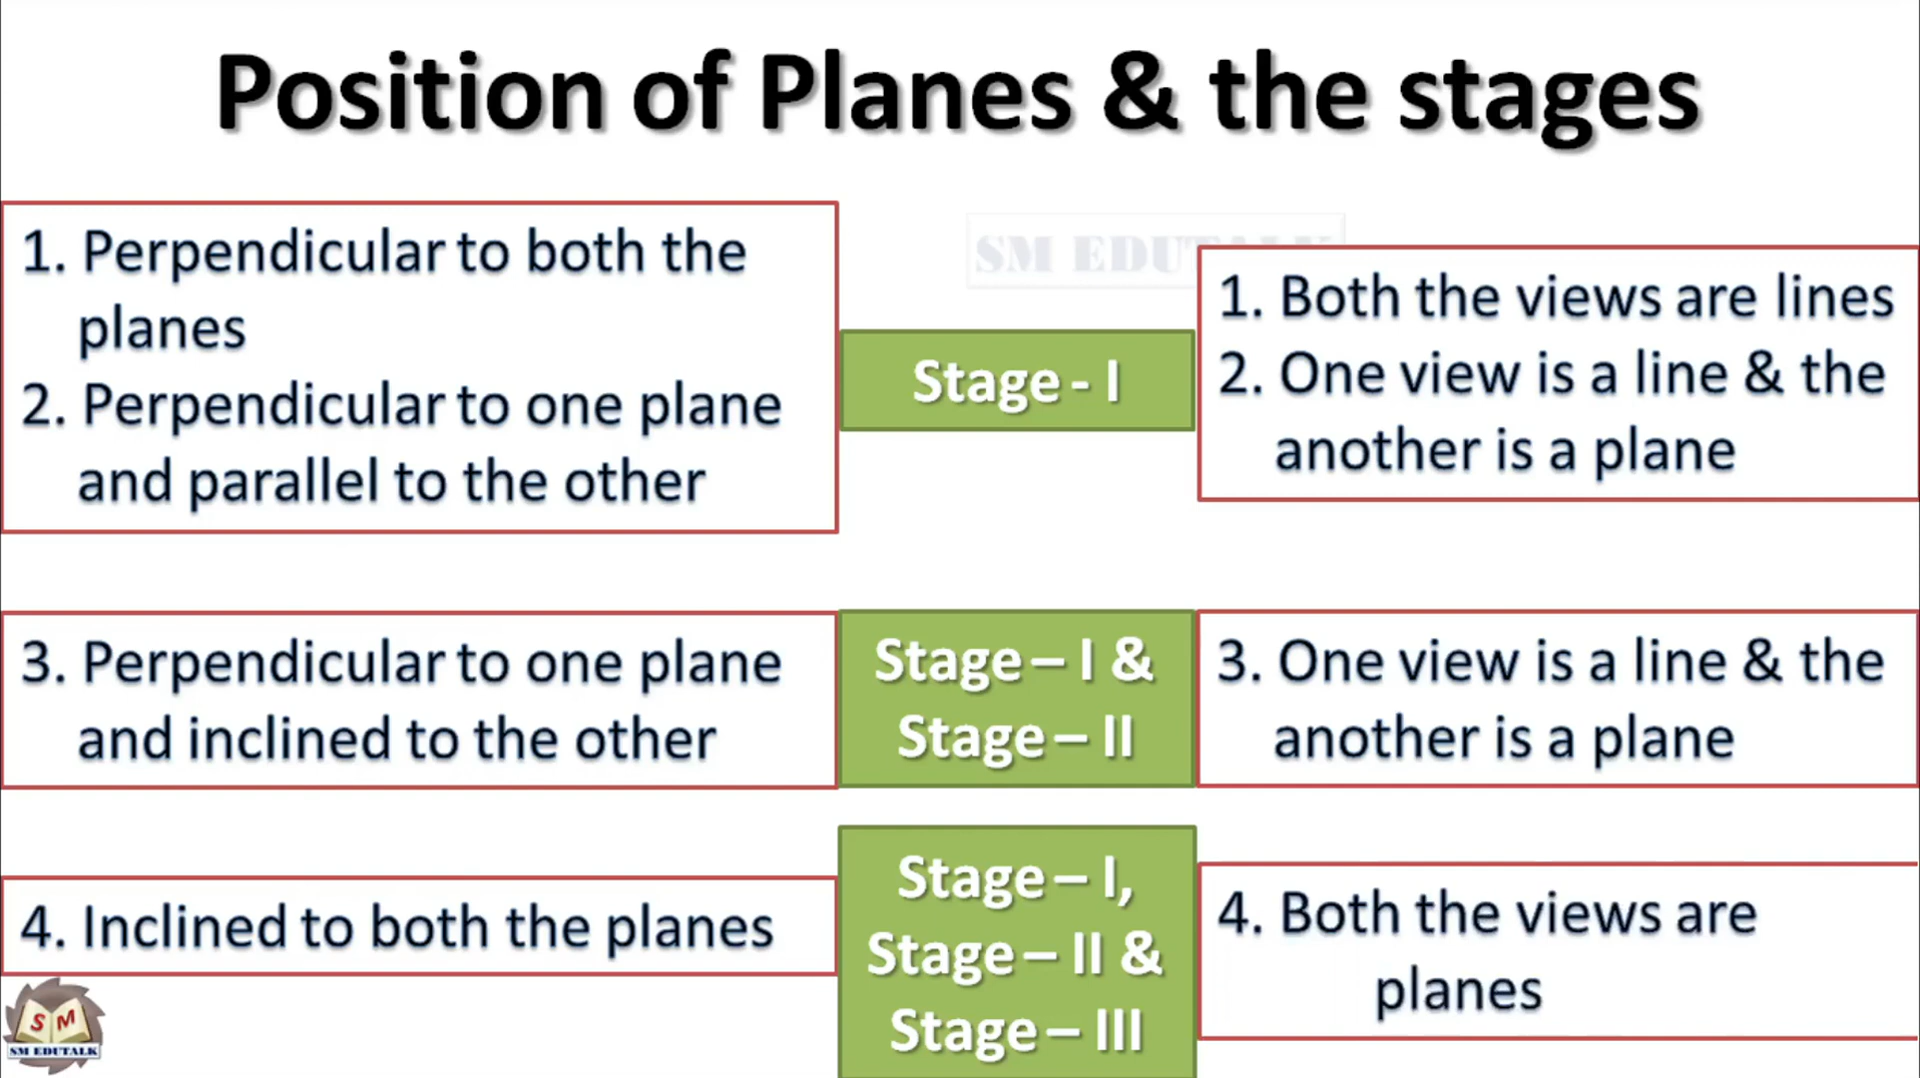 Position of Planes & the stages
1. Perpendicular to both the
planes
2. Perpendicular to one plane
and parallel to the other
SM EDUTALK
Stage - I
1. Both the views are lines
2. One view is a line & the
another is a plane
3. Perpendicular to one plane
and inclined to the other
Stage – I &
Stage – II
3. One view is a line & the
another is a plane
4. Inclined to both the planes
Stage – I,
Stage – II &
Stage – III
4. Both the views are
planes
S M
SM EDUTALK